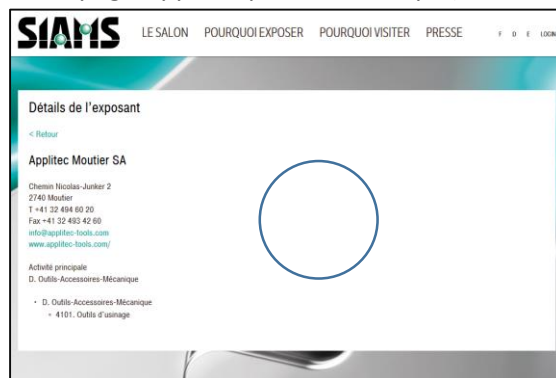 SIAMS
LE SALON POURQUOI EXPOSER POURQUOI VISITER PRESSE F D E LOGIN
Détails de l'exposant
< Retour
Applitec Moutier SA
Chemin Nicolas-Junker 2
2740 Moutier
T +41 32 494 60 20
Fax +41 32 493 42 60
info@applitec-tools.com
www.applitec-tools.com/
Activité principale
D. Outils-Accessoires-Mécanique
• D. Outils-Accessoires-Mécanique
◦ 4101. Outils d'usinage